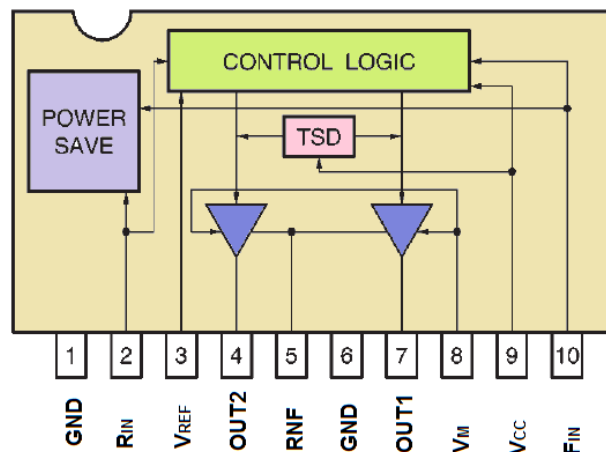 CONTROL LOGIC
POWER
SAVE
TSD
1 2 3 4 5 6 7 8 9 10
GND RIN VREF OUT2 RNF GND OUT1 VM VCC FIN